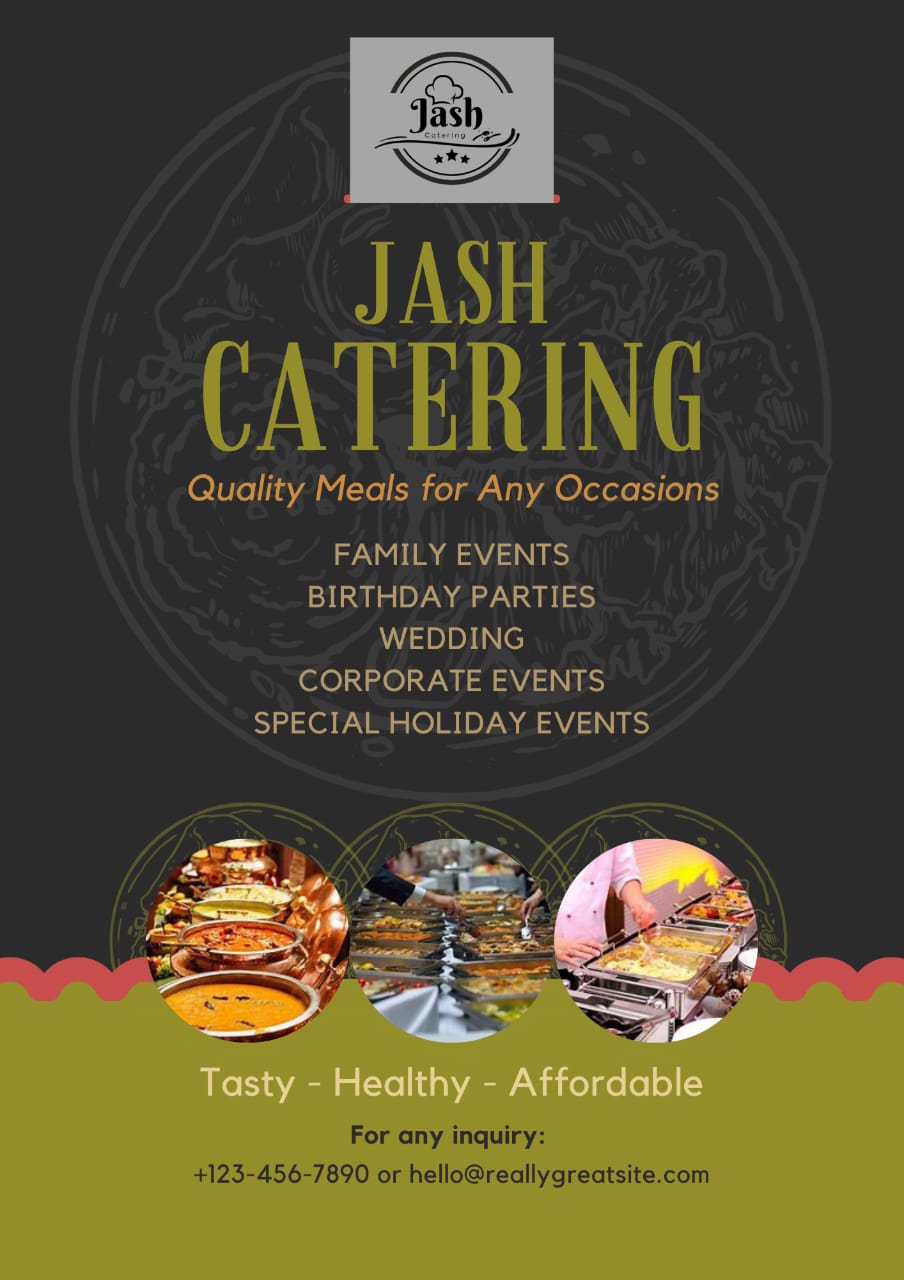 Jash
Catering
JASH
CATERING
Quality Meals for Any Occasions
FAMILY EVENTS
BIRTHDAY PARTIES
WEDDING
CORPORATE EVENTS
SPECIAL HOLIDAY EVENTS
Tasty - Healthy - Affordable
For any inquiry:
+123-456-7890 or hello@reallygreatsite.com